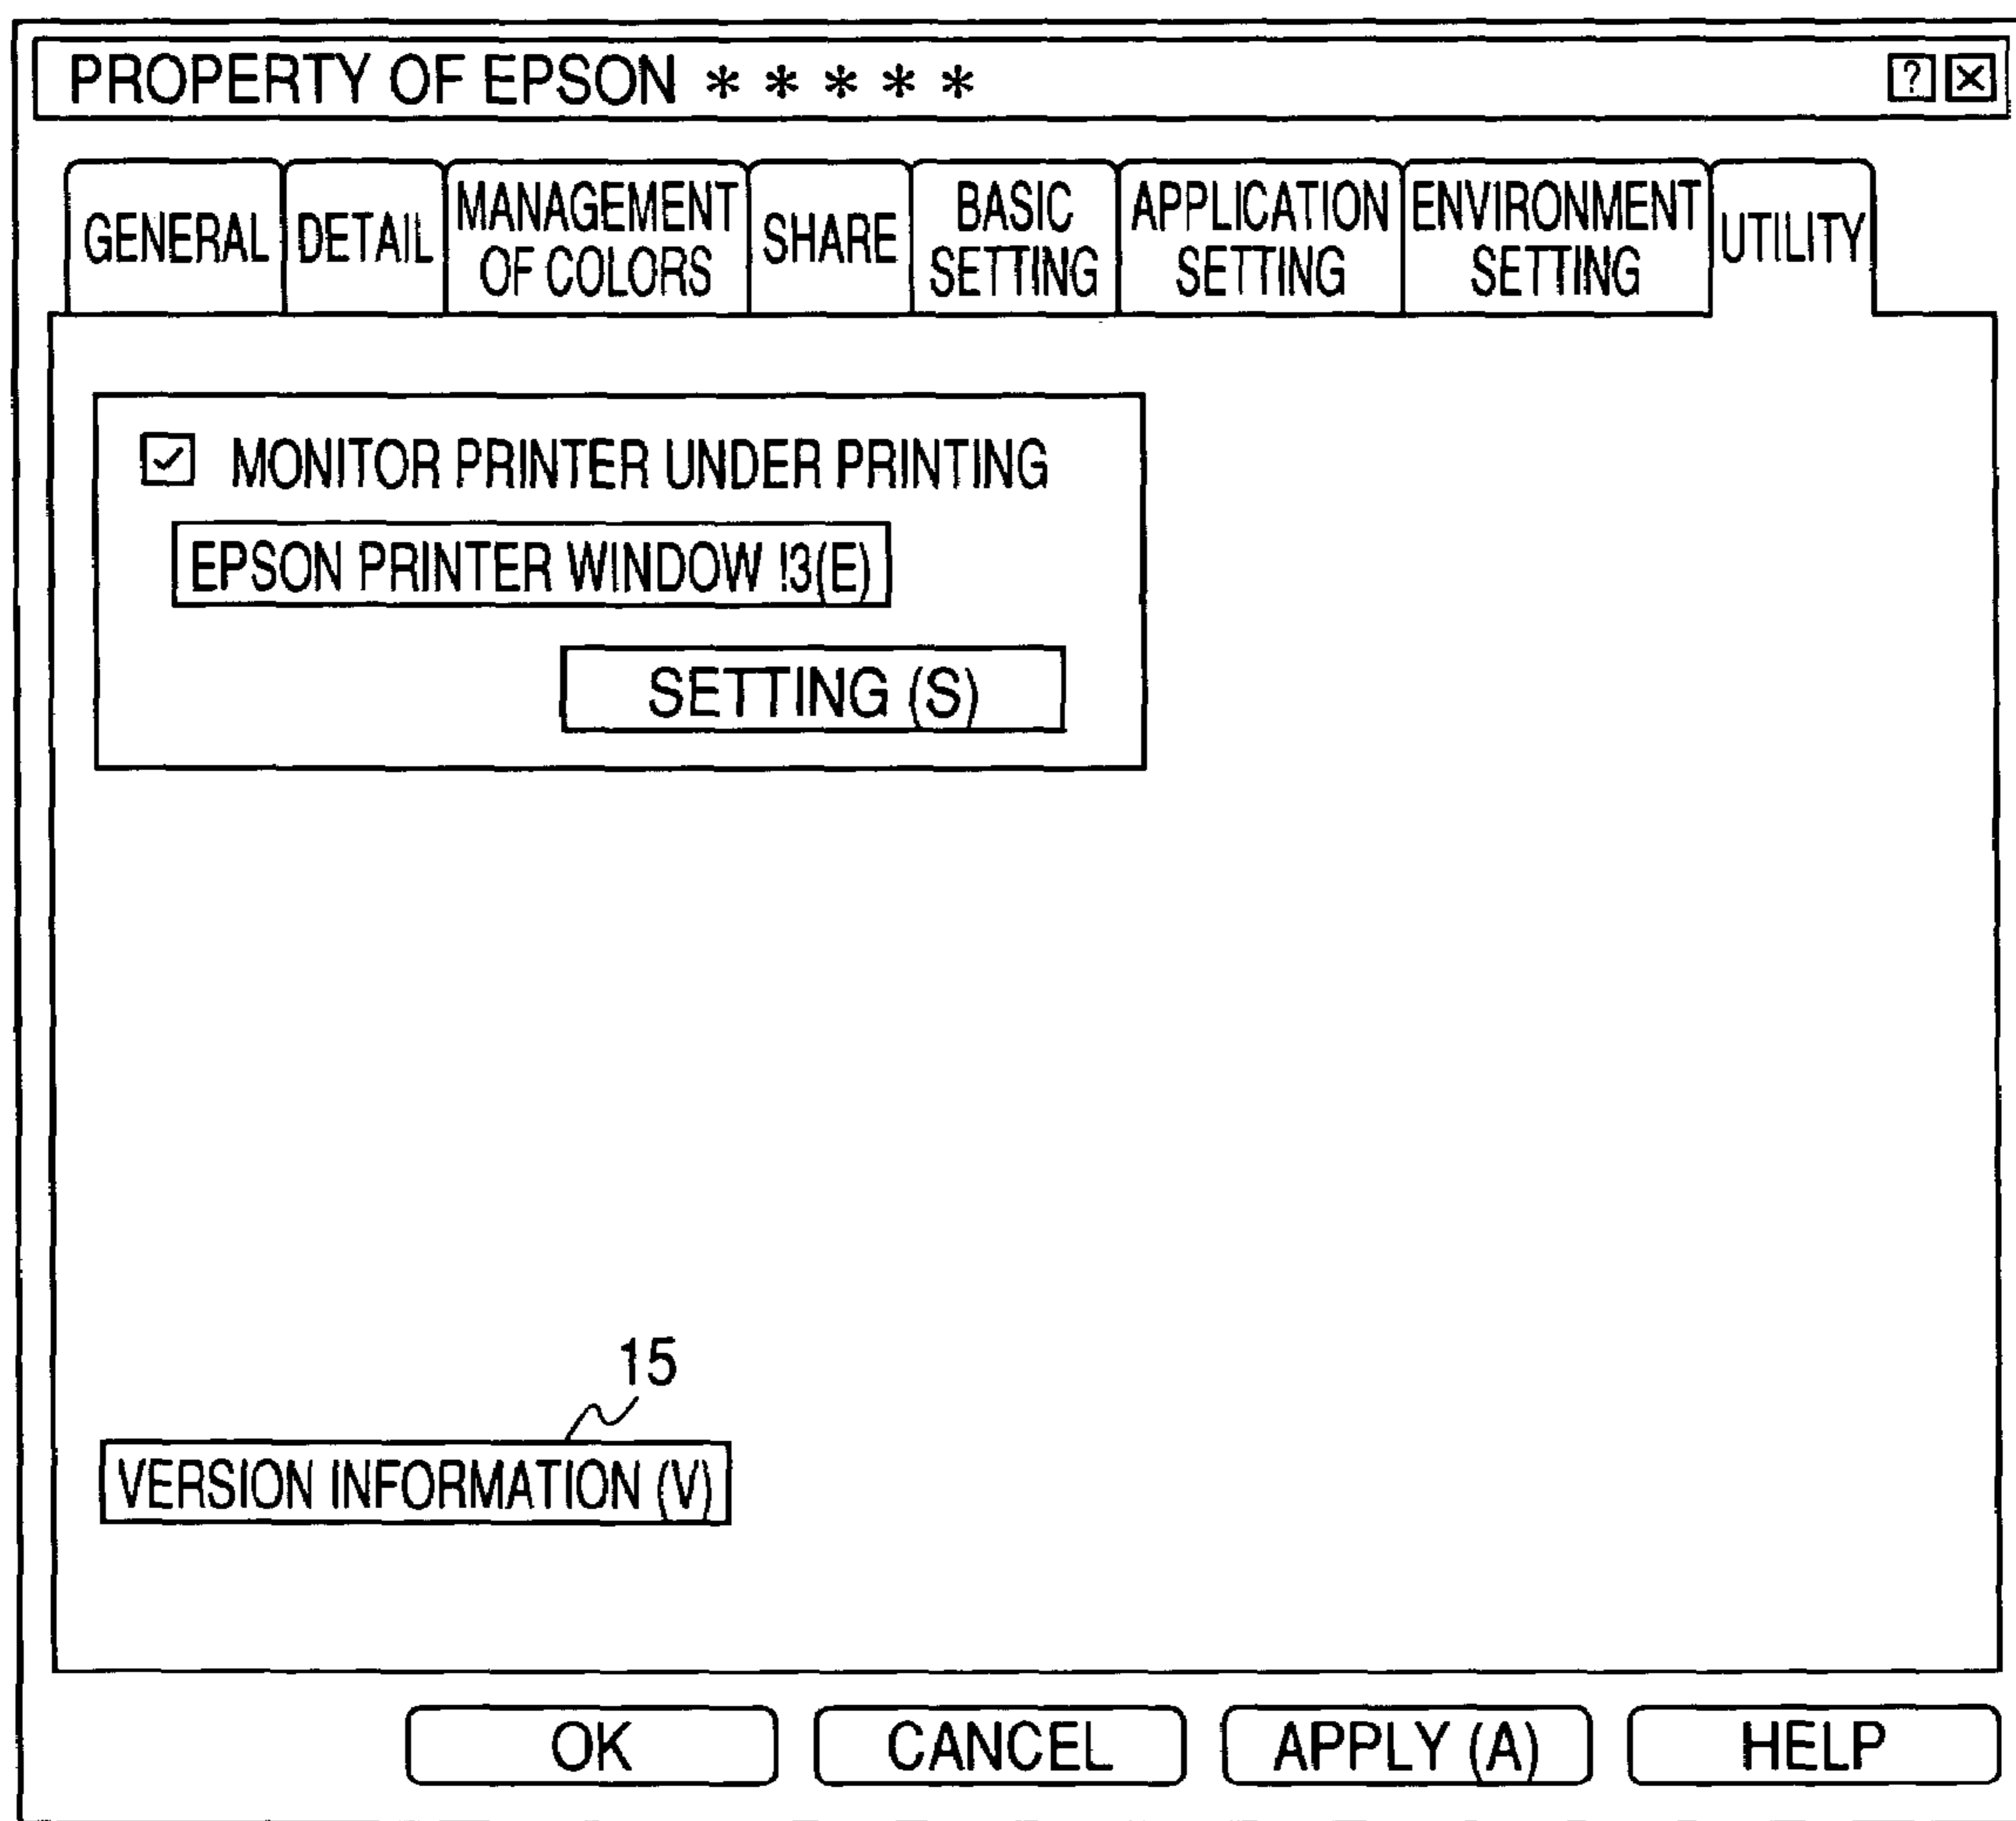 PROPERTY OF EPSON * * * * *
?
GENERAL
DETAIL
MANAGEMENT
OF COLORS
SHARE
BASIC
SETTING
APPLICATION
SETTING
ENVIRONMENT
SETTING
UTILITY
MONITOR PRINTER UNDER PRINTING
EPSON PRINTER WINDOW !3(E)
SETTING (S)
15
VERSION INFORMATION (V)
OK
CANCEL
APPLY (A)
HELP